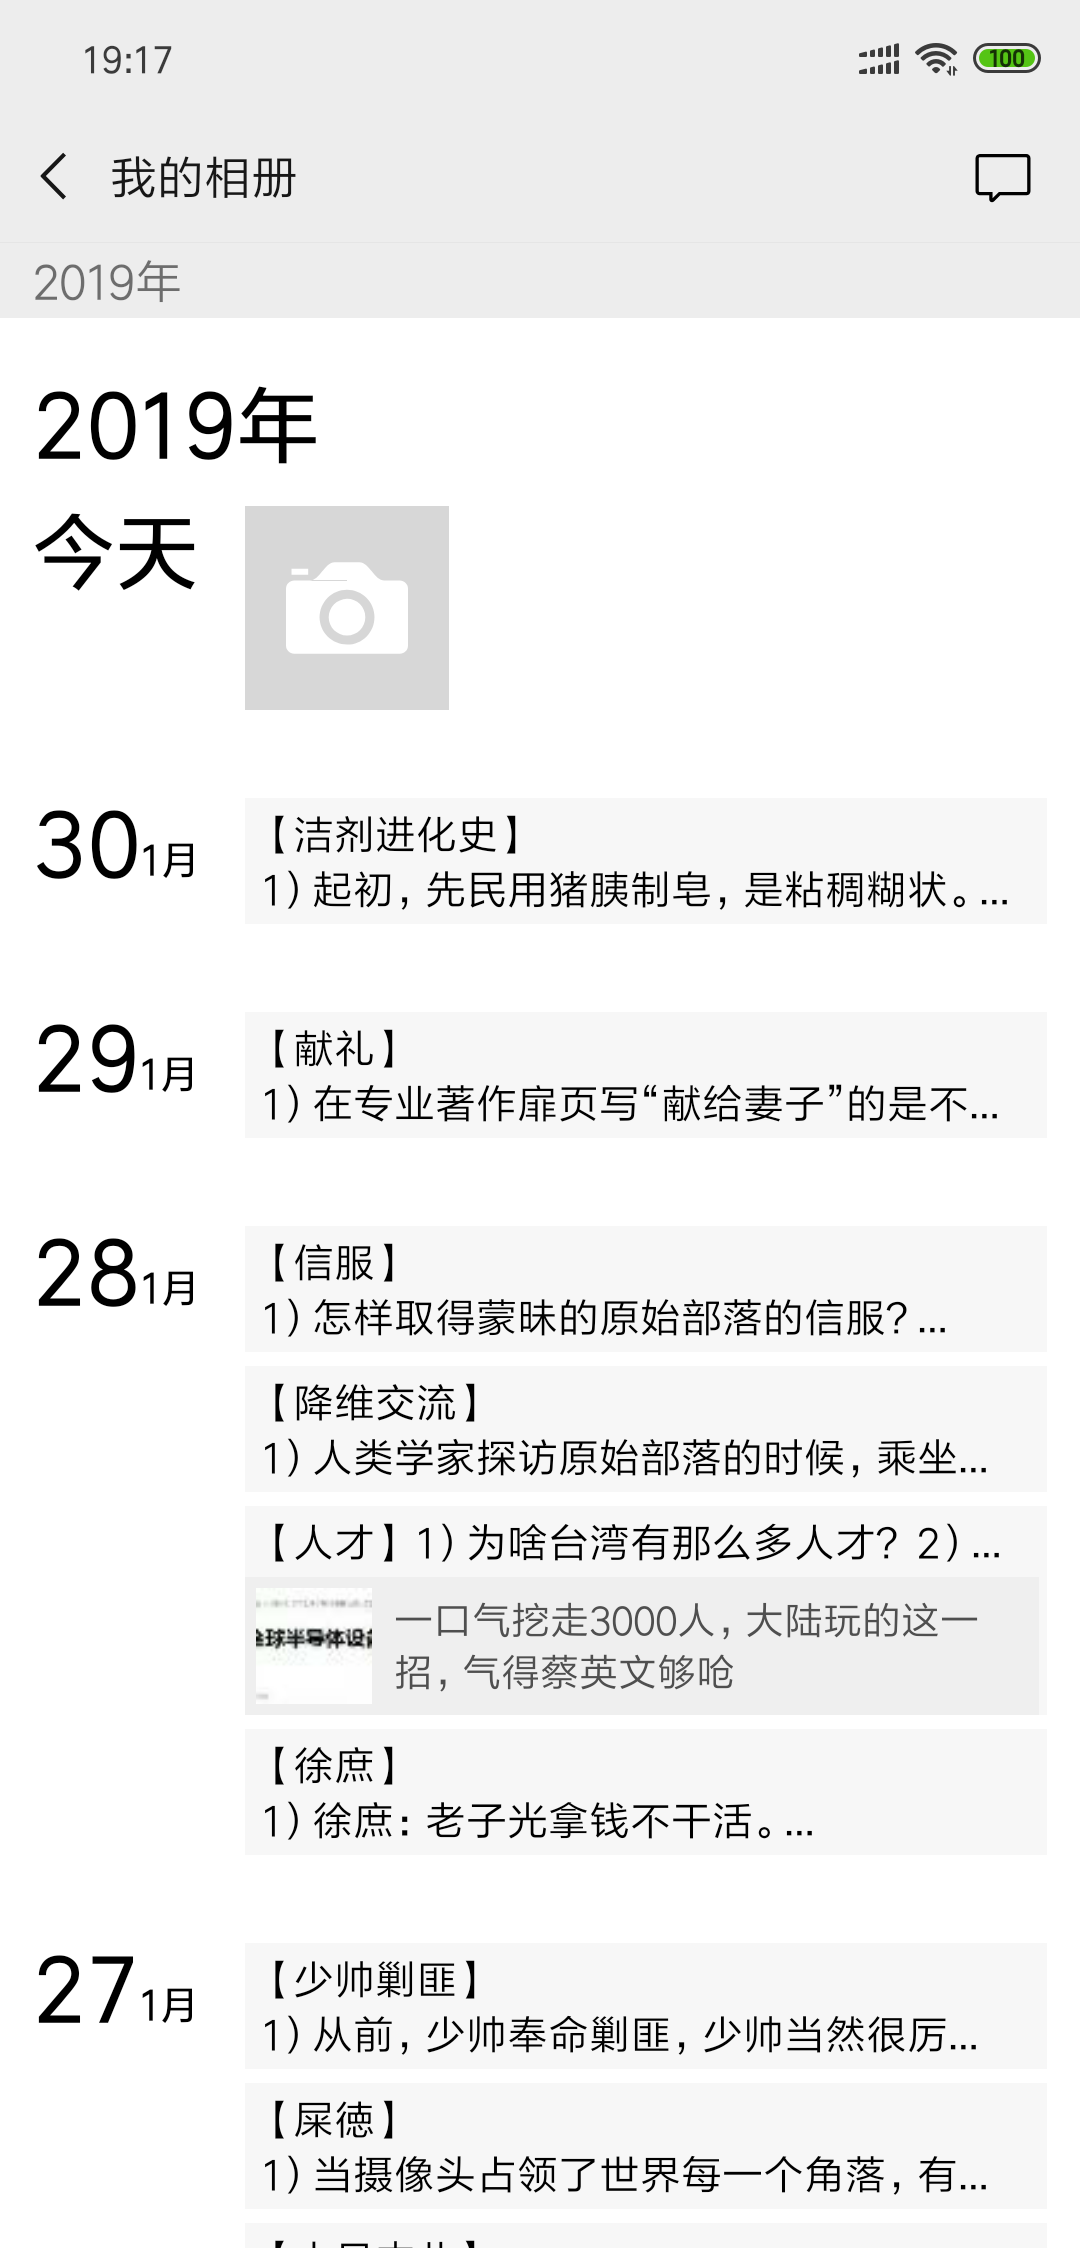 19:17
100
我的相册
2019年
2019年
今天
30 1月
【洁剂进化史】
1) 起初，先民用猪胰制皂，是粘稠糊状。...
29 1月
【献礼】
1) 在专业著作扉页写“献给妻子”的是不...
28 1月
【信服】
1) 怎样取得蒙昧的原始部落的信服? ...
【降维交流】
1) 人类学家探访原始部落的时候，乘坐...
【人才】1) 为啥台湾有那么多人才? 2) ...
全球半导体设备
一口气挖走3000人，大陆玩的这一
招，气得蔡英文够呛
【徐庶】
1) 徐庶：老子光拿钱不干活。...
27 1月
【少帅剿匪】
1) 从前，少帅奉命剿匪，少帅当然很厉...
【屎德】
1) 当摄像头占领了世界每一个角落，有...